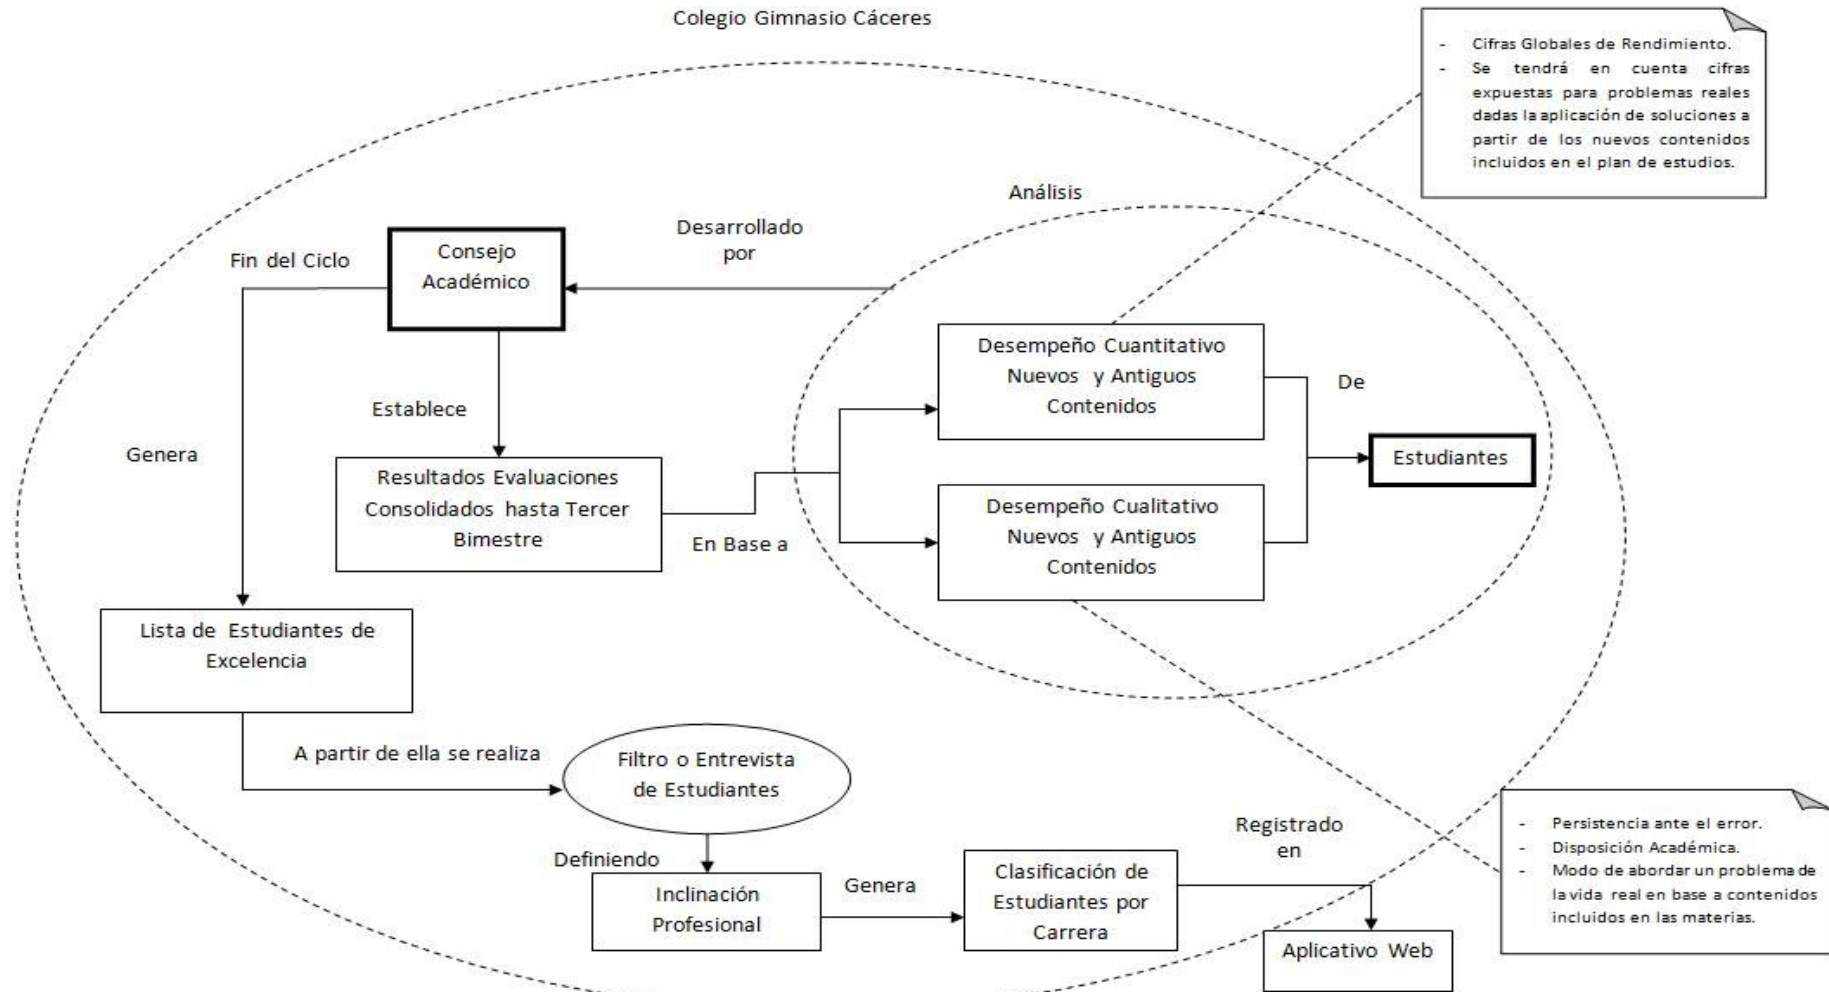 Colegio Gimnasio Cáceres
- Cifras Globales de Rendimiento.
- Se tendrá en cuenta cifras
expuestas para problemas reales
dadas la aplicación de soluciones a
partir de los nuevos contenidos
incluidos en el plan de estudios.
Análisis
Desarrollado
por
Fin del Ciclo
Consejo
Académico
Desempeño Cuantitativo
Nuevos y Antiguos
Contenidos
De
Establece
Genera
Estudiantes
Resultados Evaluaciones
Consolidados hasta Tercer
Bimestre
En Base a
Desempeño Cualitativo
Nuevos y Antiguos
Contenidos
Lista de Estudiantes de
Excelencia
A partir de ella se realiza
Filtro o Entrevista
de Estudiantes
Definiendo
Inclinación
Profesional
Genera
Clasificación de
Estudiantes por
Carrera
Registrado
en
Aplicativo Web
- Persistencia ante el error.
- Disposición Académica.
- Modo de abordar un problema de
la vida real en base a contenidos
incluidos en las materias.